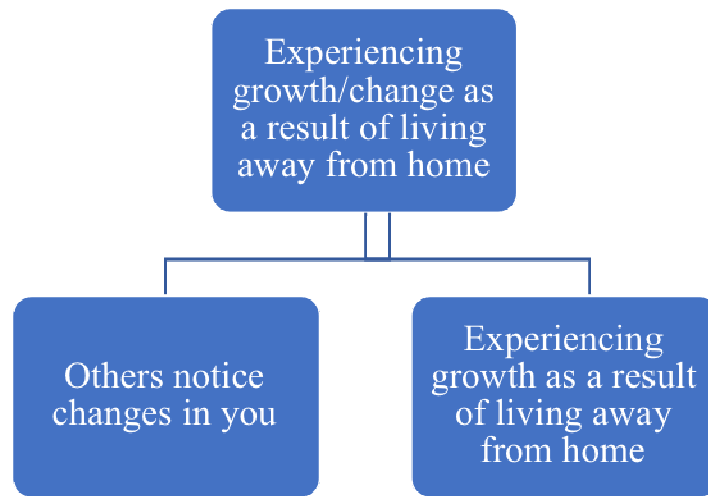 Experiencing
growth/change as
a result of living
away from home
Others notice
changes in you
Experiencing
growth as a result
of living away
from home